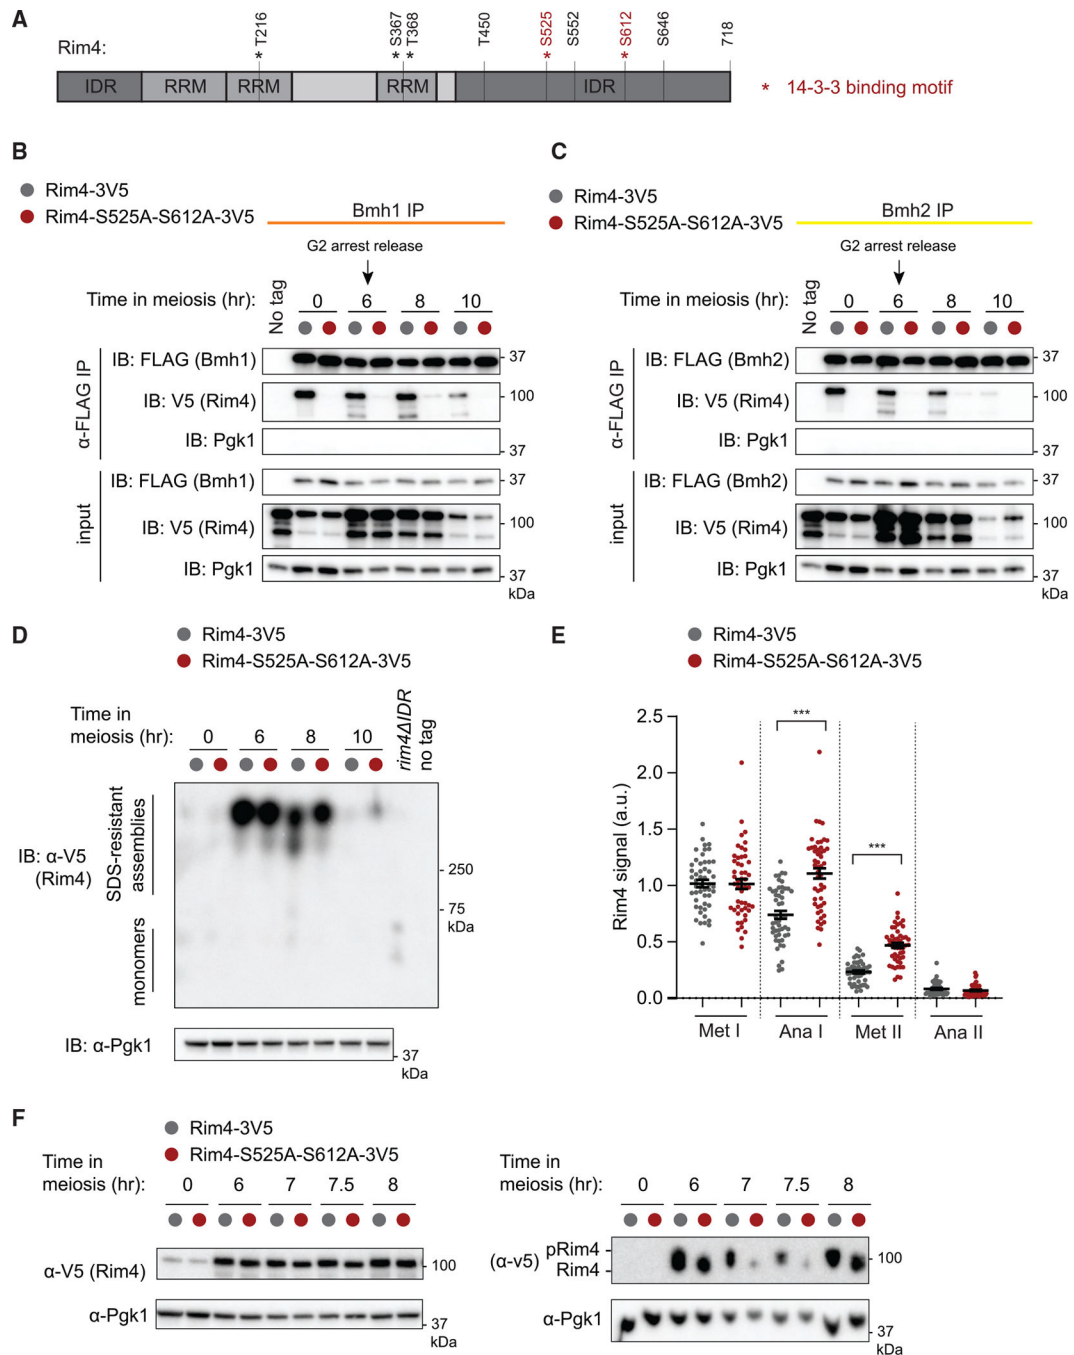 A
Rim4:
* T216
* S367
* T368
T450
* S525
S552
* S612
S646
718
IDR
RRM
RRM
RRM
IDR
* 14-3-3 binding motif
B
Rim4-3V5
Rim4-S525A-S612A-3V5
Bmh1 IP
G2 arrest release
Time in meiosis (hr):
No tag
0 6 8 10
α-FLAG IP
IB: FLAG (Bmh1) 37
IB: V5 (Rim4) 100
IB: Pgk1 37
input
IB: FLAG (Bmh1) 37
IB: V5 (Rim4) 100
IB: Pgk1 37
kDa
C
Rim4-3V5
Rim4-S525A-S612A-3V5
Bmh2 IP
G2 arrest release
Time in meiosis (hr):
No tag
0 6 8 10
α-FLAG IP
IB: FLAG (Bmh2) 37
IB: V5 (Rim4) 100
IB: Pgk1 37
input
IB: FLAG (Bmh2) 37
IB: V5 (Rim4) 100
IB: Pgk1 37
kDa
D
Rim4-3V5
Rim4-S525A-S612A-3V5
Time in
meiosis (hr):
0 6 8 10
rim4ΔIDR
no tag
IB: α-V5
(Rim4)
SDS-resistant
assemblies
monomers
250
75
kDa
IB: α-Pgk1
37
kDa
E
Rim4-3V5
Rim4-S525A-S612A-3V5
Rim4 signal (a.u.)
2.5
2.0
1.5
1.0
0.5
0.0
***
***
Met I
Ana I
Met II
Ana II
F
Rim4-3V5
Rim4-S525A-S612A-3V5
Time in
meiosis (hr):
0 6 7 7.5 8
α-V5 (Rim4) 100
α-Pgk1 37
kDa
Time in
meiosis (hr):
0 6 7 7.5 8
(α-v5)
pRim4
Rim4
100
α-Pgk1
37
kDa